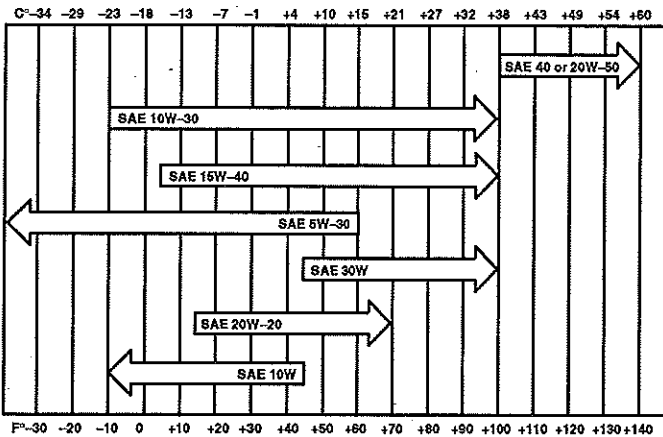 C°–34 –29 –23 –18 –13 –7 –1 +4 +10 +15 +21 +27 +32 +38 +43 +49 +54 +60
SAE 40 or 20W–50
SAE 10W–30
SAE 15W–40
SAE 5W–30
SAE 30W
SAE 20W–20
SAE 10W
F°–30 –20 –10 0 +10 +20 +30 +40 +50 +60 +70 +80 +90 +100 +110 +120 +130 +140